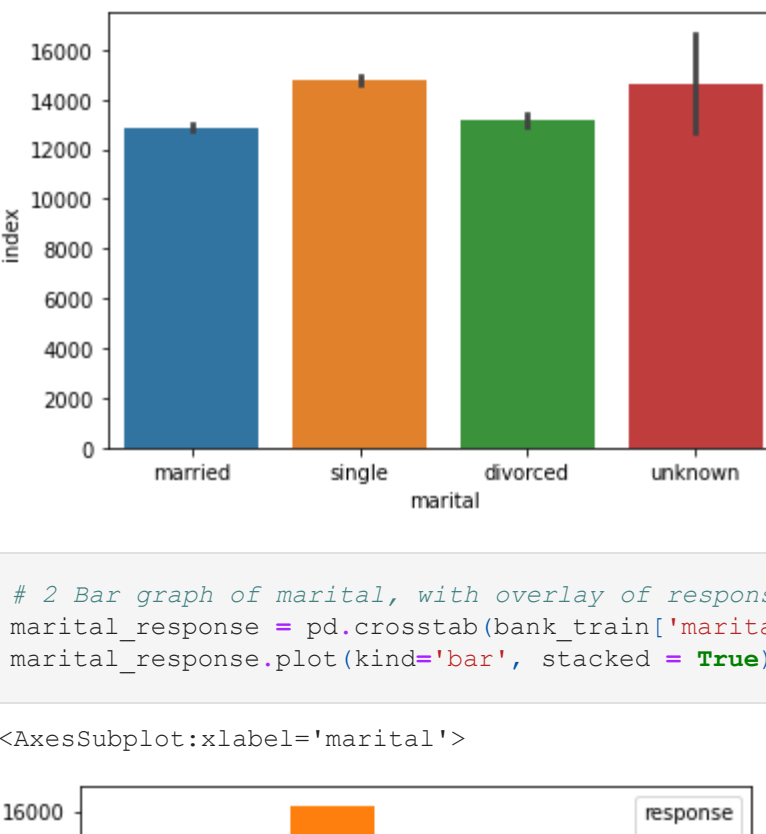 16000
14000
12000
10000
8000
6000
4000
2000
0
index
married single divorced unknown
marital
# 2 Bar graph of marital, with overlay of respons
marital_response = pd.crosstab(bank_train['marita
marital_response.plot(kind='bar', stacked = True)
<AxesSubplot:xlabel='marital'>
16000
response